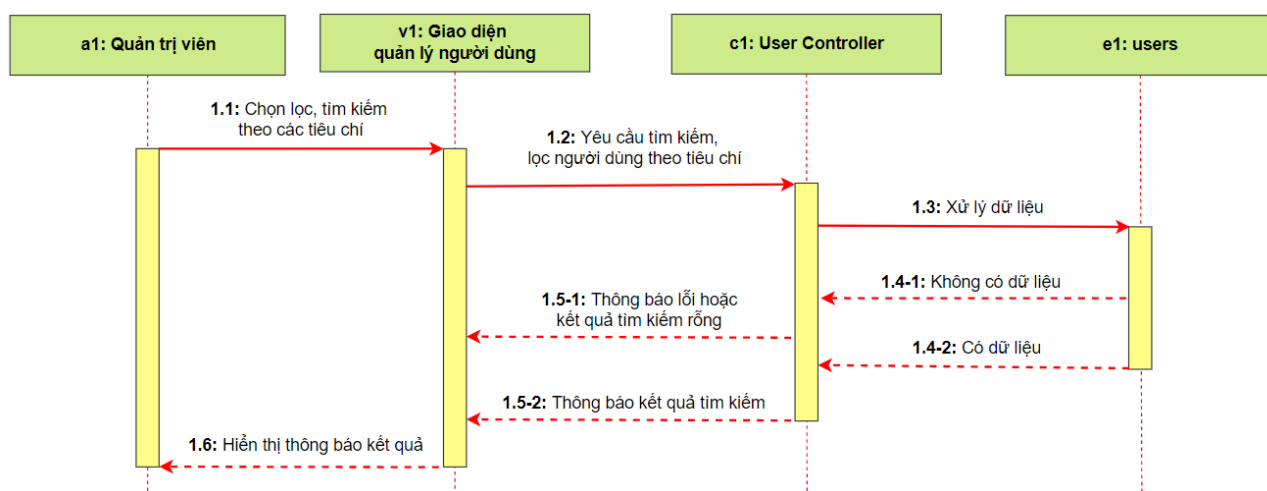 a1: Quản trị viên
v1: Giao diện
quản lý người dùng
c1: User Controller
e1: users
1.1: Chọn lọc, tìm kiếm
theo các tiêu chí
1.2: Yêu cầu tìm kiếm,
lọc người dùng theo tiêu chí
1.3: Xử lý dữ liệu
1.4-1: Không có dữ liệu
1.5-1: Thông báo lỗi hoặc
kết quả tìm kiếm rỗng
1.4-2: Có dữ liệu
1.5-2: Thông báo kết quả tìm kiếm
1.6: Hiển thị thông báo kết quả